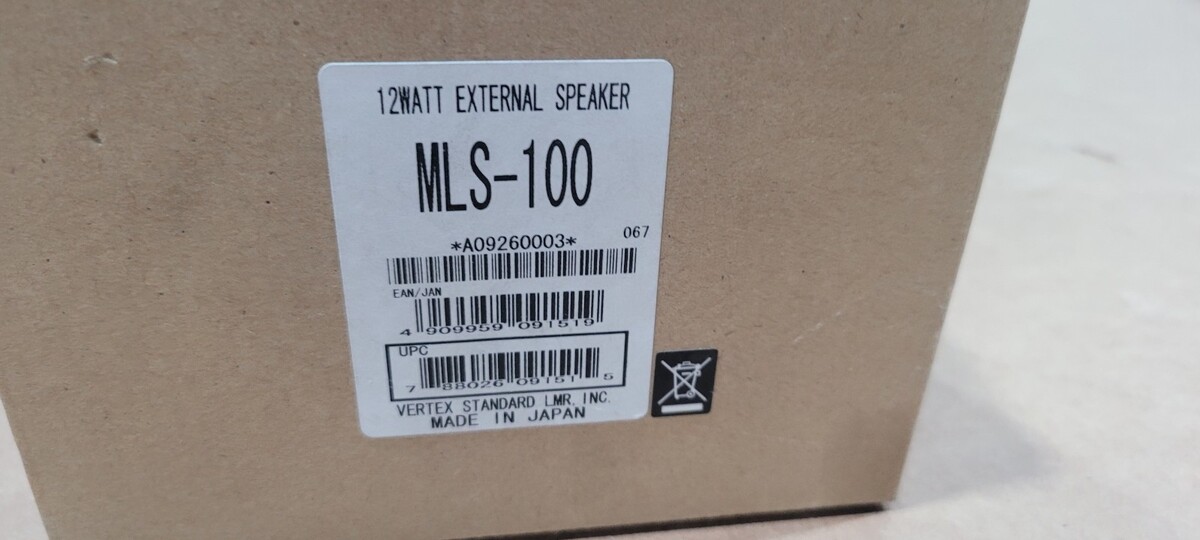 12WATT EXTERNAL SPEAKER
MLS-100
*A09260003*
067
EAN/JAN
4 909959 091519
UPC
7 88026 09151 5
VERTEX STANDARD LMR, INC.
MADE IN JAPAN